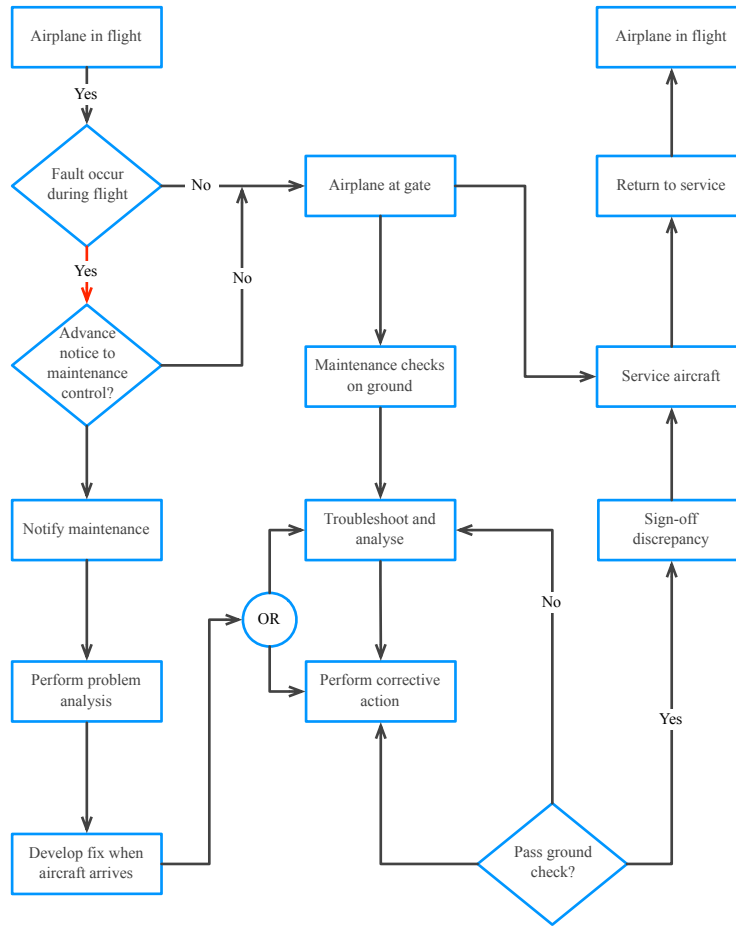 Airplane in flight
Yes
Fault occur
during flight
No
Yes
Advance
notice to
maintenance
control?
No
Notify maintenance
Perform problem
analysis
Develop fix when
aircraft arrives
OR
Airplane at gate
Maintenance checks
on ground
Troubleshoot and
analyse
Perform corrective
action
Pass ground
check?
No
Yes
Sign-off
discrepancy
Service aircraft
Return to service
Airplane in flight